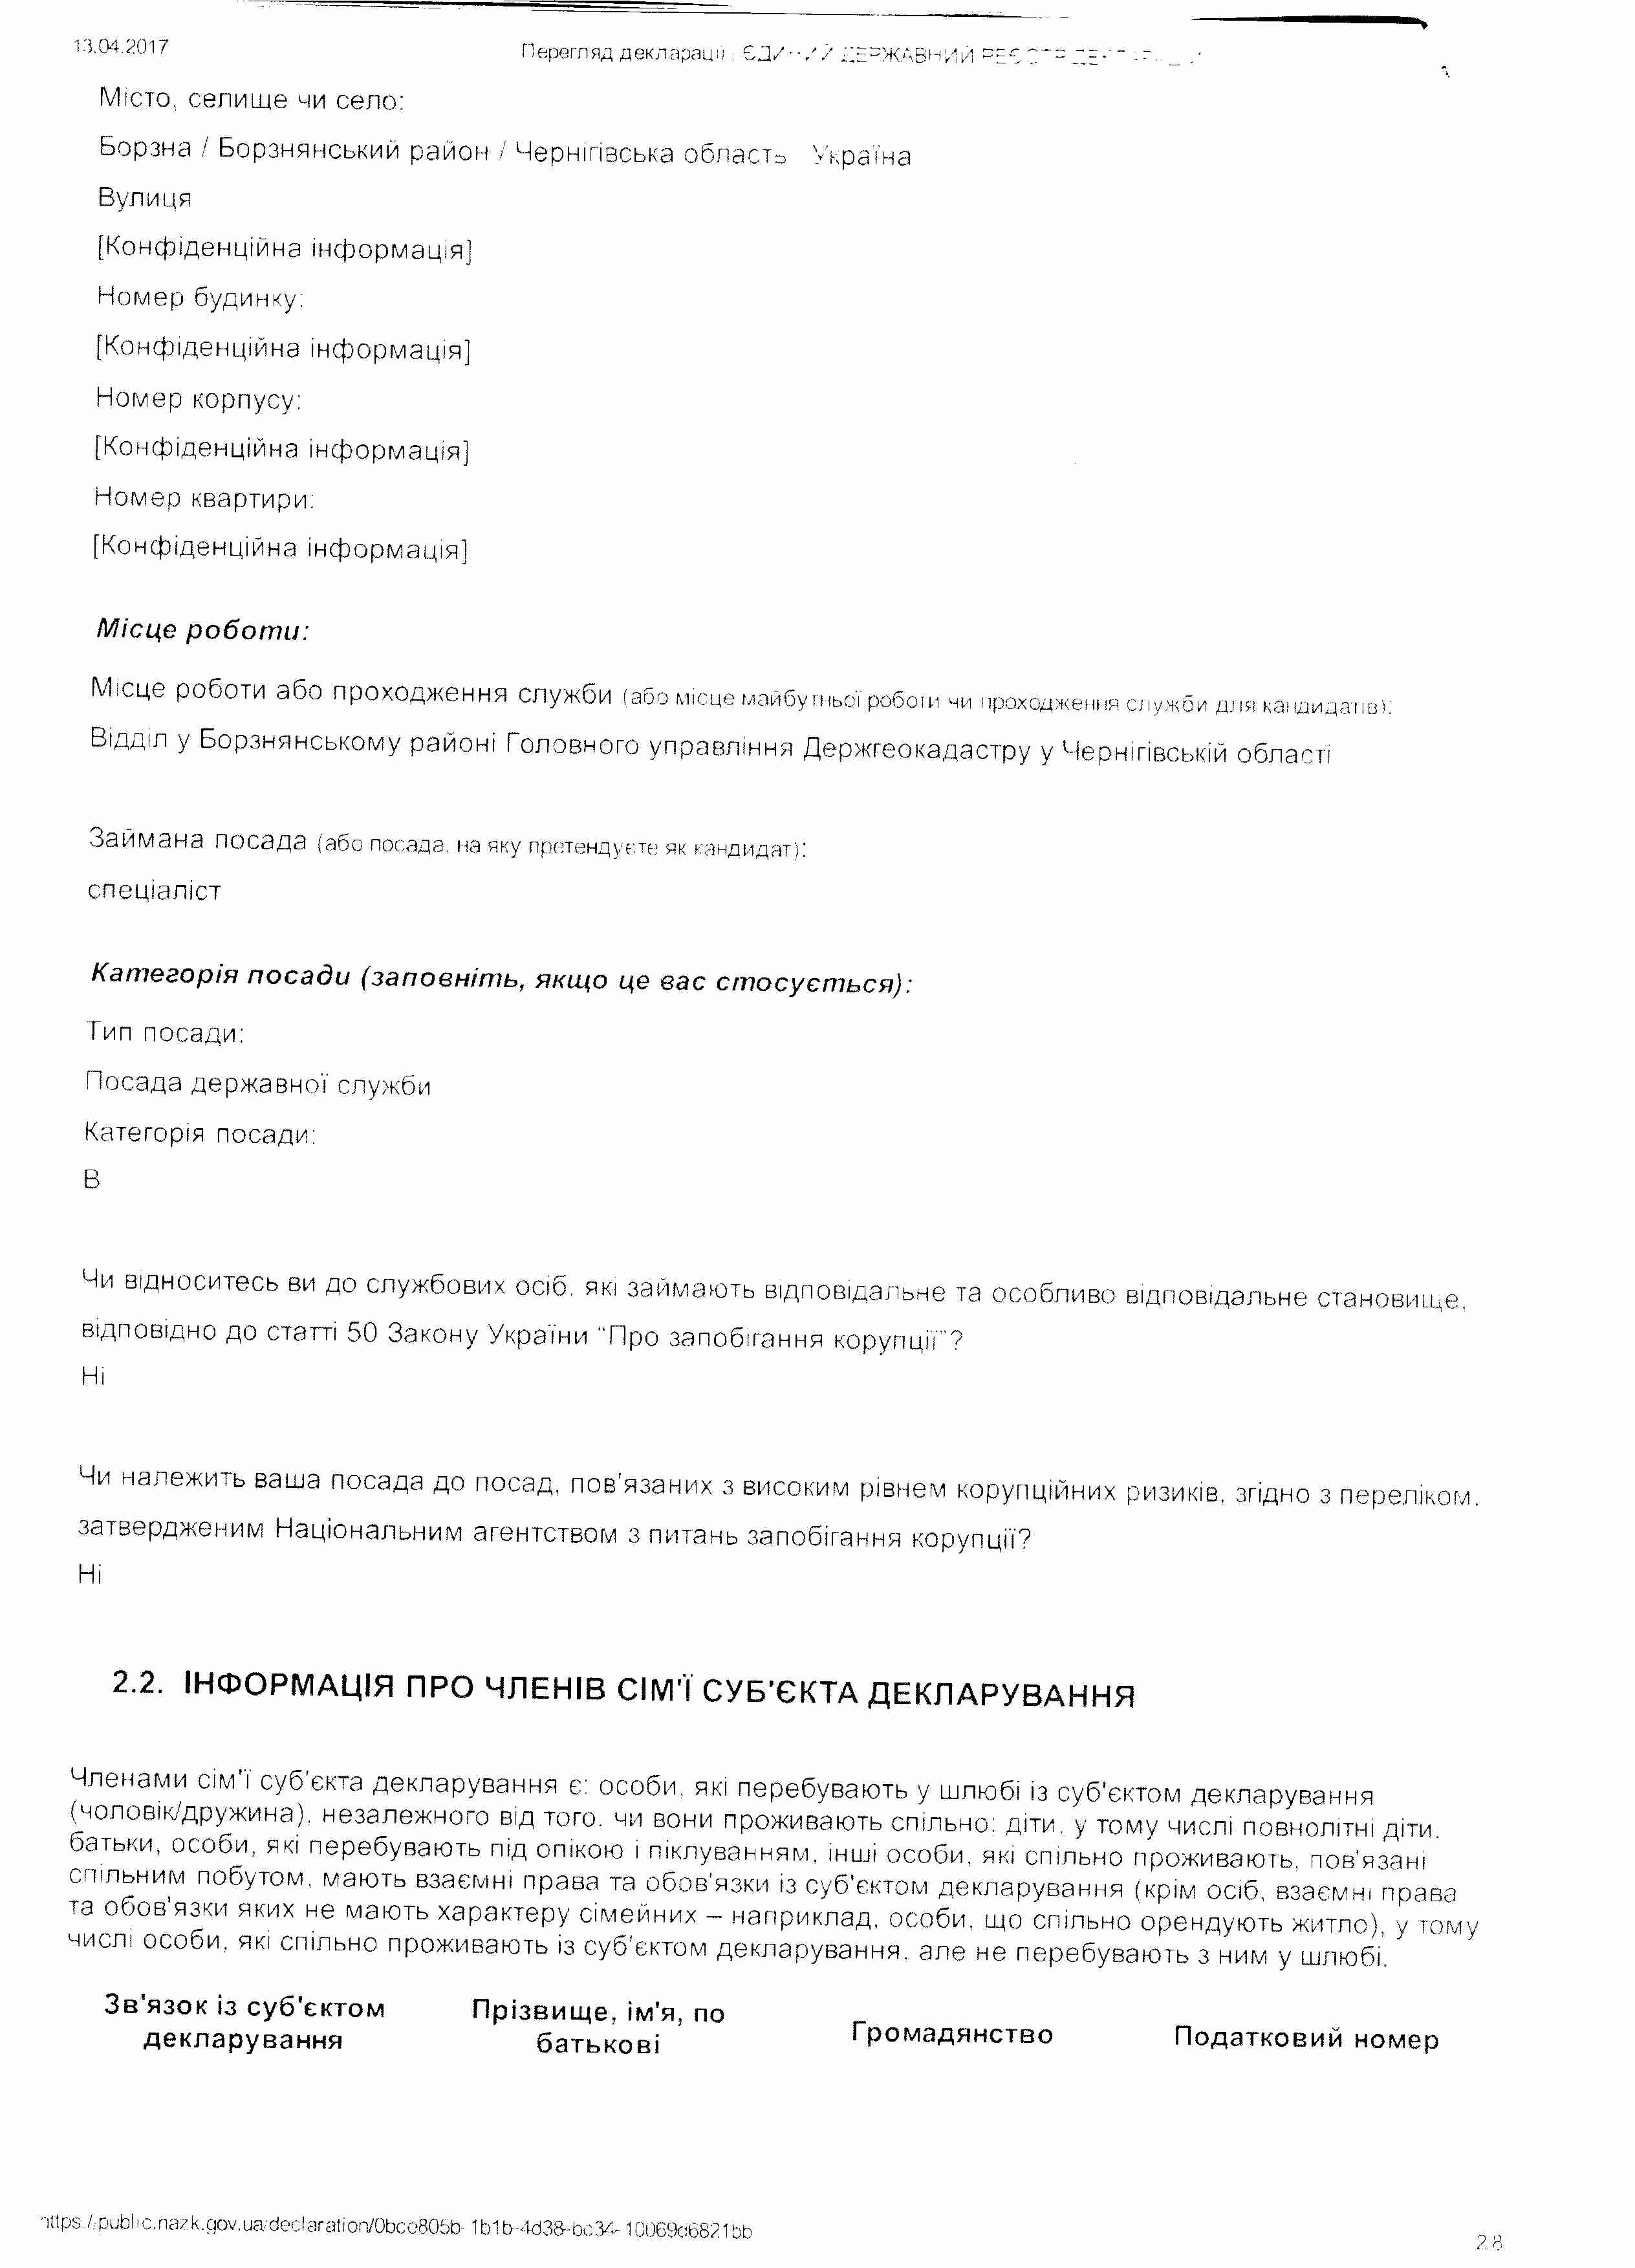 13.04.2017
Перегляд декларації : ЄДИНИЙ ДЕРЖАВНИЙ
Місто, селище чи село:
Борзна / Борзнянський район / Чернігівська область Україна
Вулиця
[Конфіденційна інформація]
Номер будинку:
[Конфіденційна інформація]
Номер корпусу:
[Конфіденційна інформація]
Номер квартири:
[Конфіденційна інформація]
Місце роботи:
Місце роботи або проходження служби (або місце майбутньої роботи чи проходження служби для кандидатів):
Відділ у Борзнянському районі Головного управління Держгеокадастру у Чернігівській області
Займана посада (або посада, на яку претендуєте як кандидат):
спеціаліст
Категорія посади (заповніть, якщо це вас стосується):
Тип посади:
Посада державної служби
Категорія посади:
В
Чи відноситесь ви до службових осіб, які займають відповідальне та особливо відповідальне становище,
відповідно до статті 50 Закону України "Про запобігання корупції"?
Ні
Чи належить ваша посада до посад, пов'язаних з високим рівнем корупційних ризиків, згідно з переліком,
затвердженим Національним агентством з питань запобігання корупції?
Ні
2.2. ІНФОРМАЦІЯ ПРО ЧЛЕНІВ СІМ'Ї СУБ'ЄКТА ДЕКЛАРУВАННЯ
Членами сім'ї суб'єкта декларування є: особи, які перебувають у шлюбі із суб'єктом декларування
(чоловік/дружина), незалежного від того, чи вони проживають спільно; діти, у тому числі повнолітні діти,
батьки, особи, які перебувають під опікою і піклуванням, інші особи, які спільно проживають, пов'язані
спільним побутом, мають взаємні права та обов'язки із суб'єктом декларування (крім осіб, взаємні права
та обов'язки яких не мають характеру сімейних – наприклад, особи, що спільно орендують житло), у тому
числі особи, які спільно проживають із суб'єктом декларування, але не перебувають з ним у шлюбі.
Зв'язок із суб'єктом декларування
Прізвище, ім'я, по батькові
Громадянство
Податковий номер
2/8